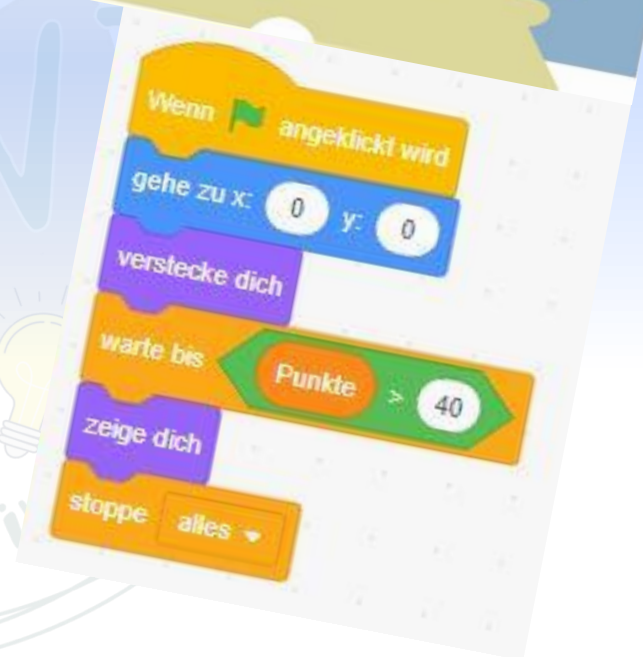 Wenn angeklickt wird
gehe zu x: 0 y: 0
verstecke dich
warte bis Punkte > 40
zeige dich
stoppe alles